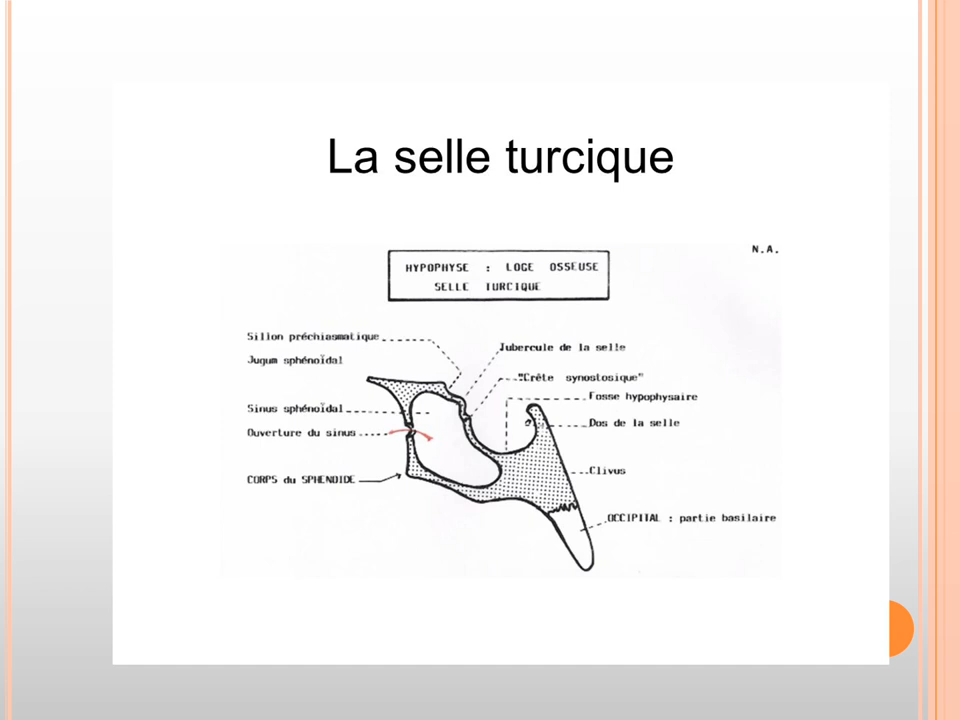 La selle turcique
N.A.
HYPOPHYSE : LOGE OSSEUSE
SELLE TURCIQUE
Sillon préchiasmatique
Jugum sphénoïdal
Sinus sphénoïdal
Ouverture du sinus
CORPS du SPHENOIDE
Tubercule de la selle
"Crête synostosique"
Fosse hypophysaire
Dos de la selle
Clivus
OCCIPITAL : partie basilaire